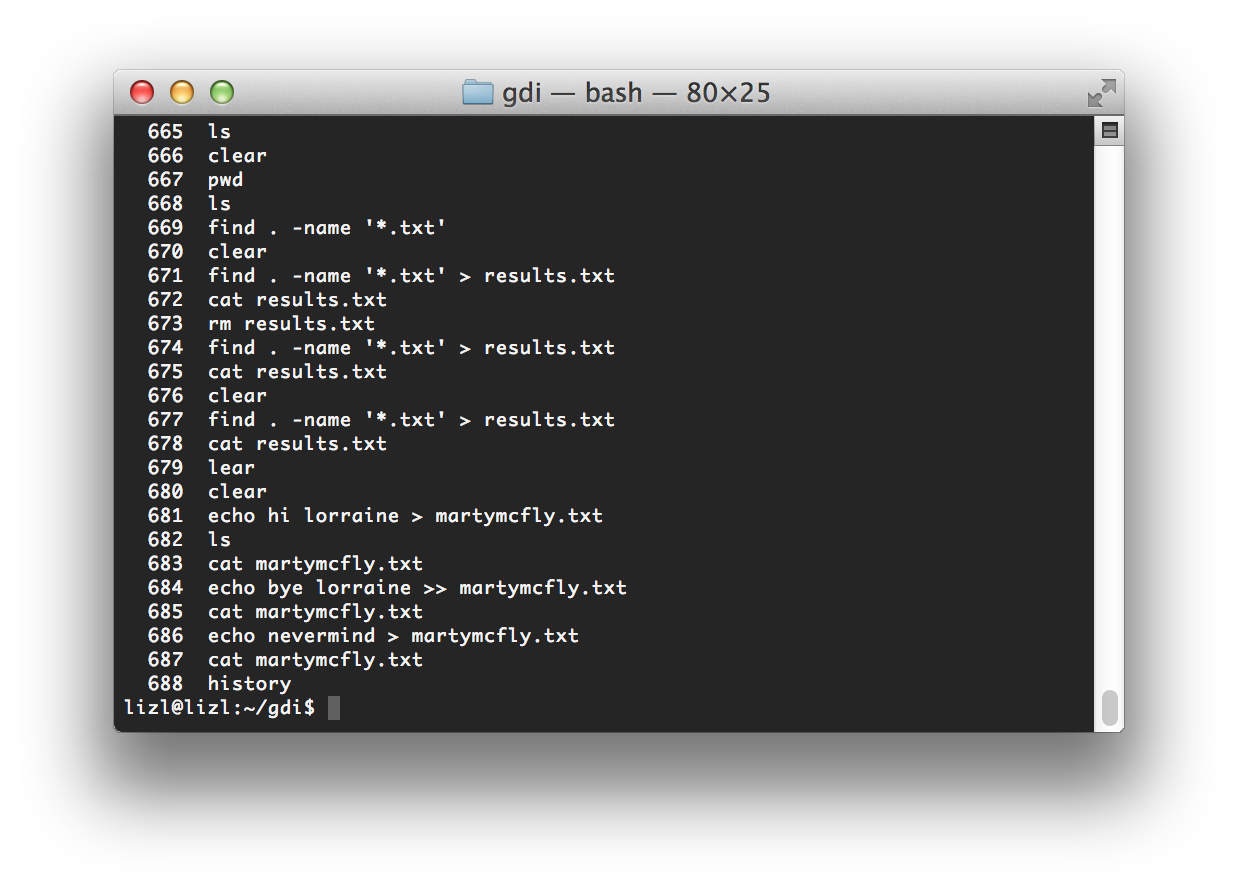 gdi — bash — 80×25
665 ls
666 clear
667 pwd
668 ls
669 find . -name '*.txt'
670 clear
671 find . -name '*.txt' > results.txt
672 cat results.txt
673 rm results.txt
674 find . -name '*.txt' > results.txt
675 cat results.txt
676 clear
677 find . -name '*.txt' > results.txt
678 cat results.txt
679 lear
680 clear
681 echo hi lorraine > martymcfly.txt
682 ls
683 cat martymcfly.txt
684 echo bye lorraine >> martymcfly.txt
685 cat martymcfly.txt
686 echo nevermind > martymcfly.txt
687 cat martymcfly.txt
688 history
lizl@lizl:~/gdi$